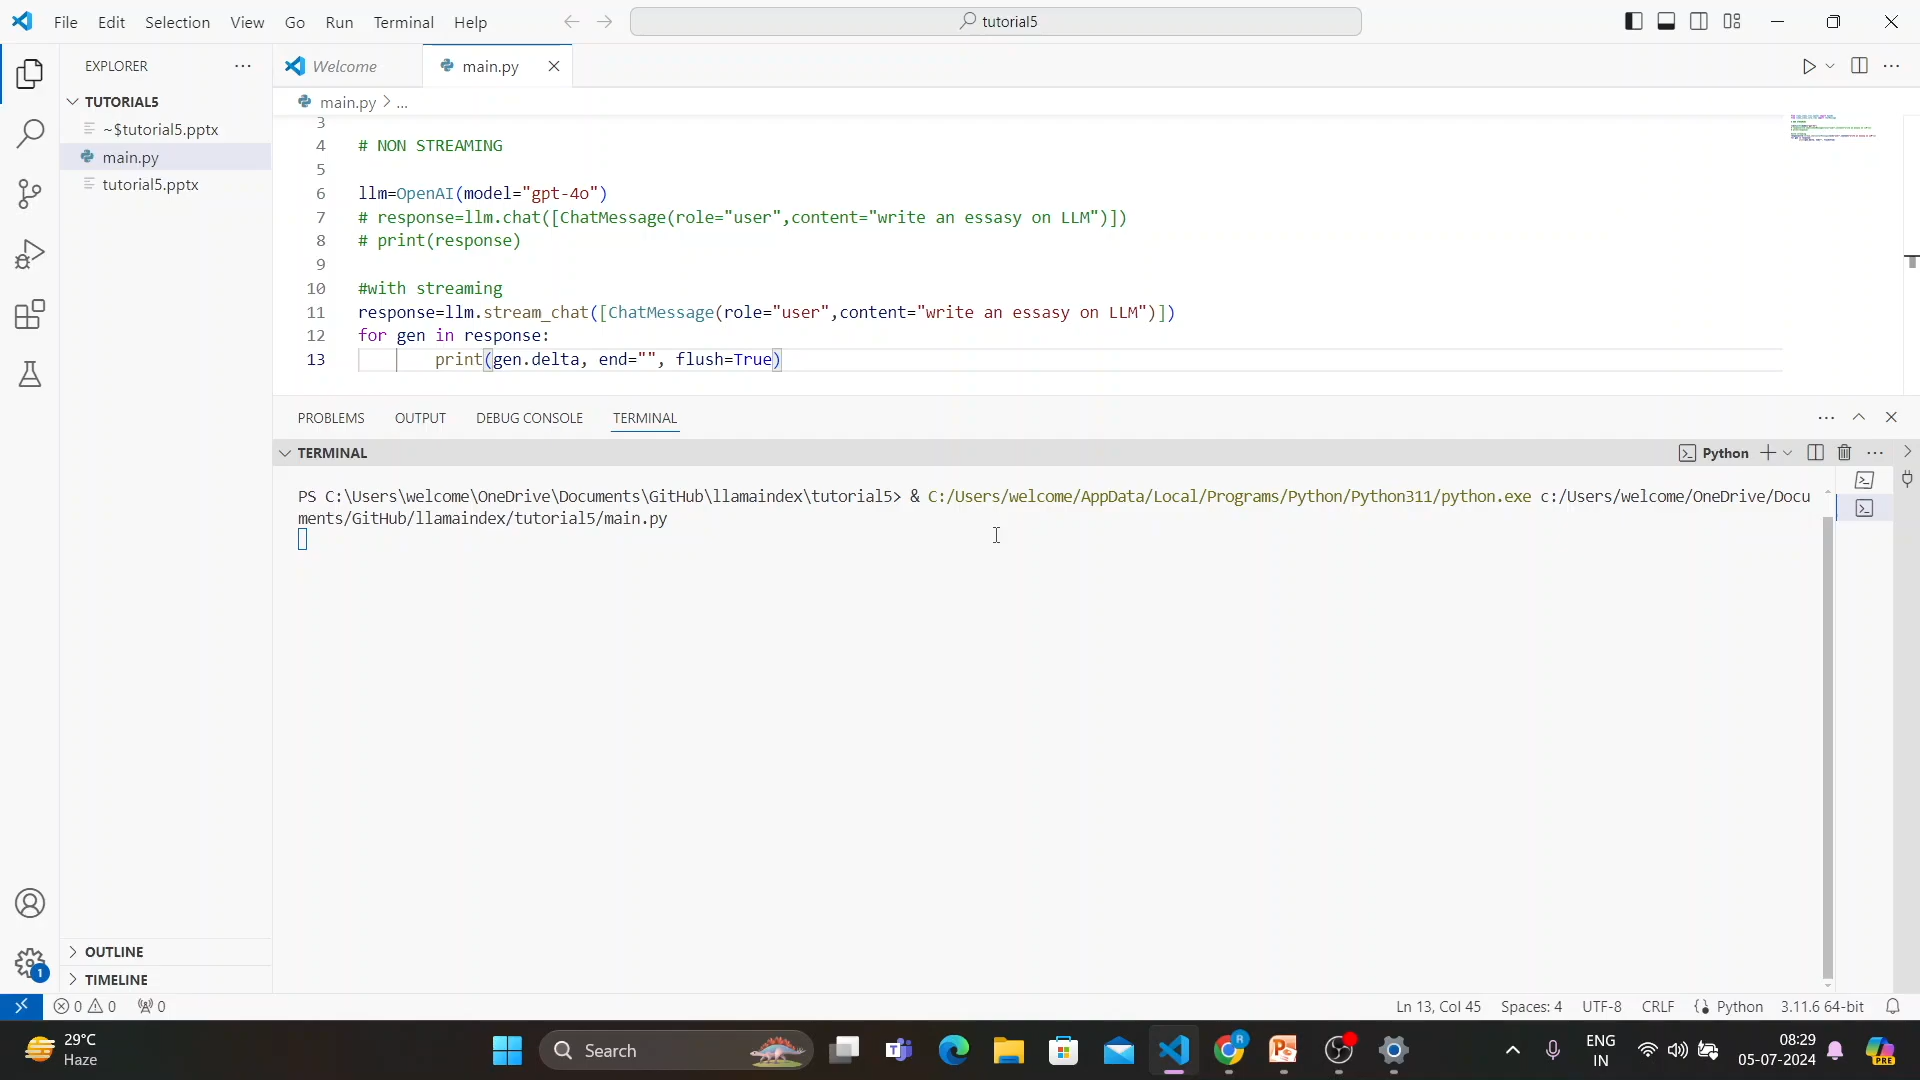 File Edit Selection View Go Run Terminal Help
tutorial5
EXPLORER
Welcome
main.py
TUTORIAL5
~$tutorial5.pptx
main.py
tutorial5.pptx
main.py > ...
3
4 # NON STREAMING
5
6 llm=OpenAI(model="gpt-4o")
7 # response=llm.chat([ChatMessage(role="user",content="write an essasy on LLM")])
8 # print(response)
9
10 #with streaming
11 response=llm.stream_chat([ChatMessage(role="user",content="write an essasy on LLM")])
12 for gen in response:
13 print(gen.delta, end="", flush=True)
PROBLEMS OUTPUT DEBUG CONSOLE TERMINAL
TERMINAL
Python
PS C:\Users\welcome\OneDrive\Documents\GitHub\llamaindex\tutorial5> & C:/Users/welcome/AppData/Local/Programs/Python/Python311/python.exe c:/Users/welcome/OneDrive/Docu
ments/GitHub/llamaindex/tutorial5/main.py
OUTLINE
TIMELINE
1
0 0 0
Ln 13, Col 45 Spaces: 4 UTF-8 CRLF Python 3.11.6 64-bit
29°C
Haze
Search
R
ENG
IN
08:29
05-07-2024
PRE